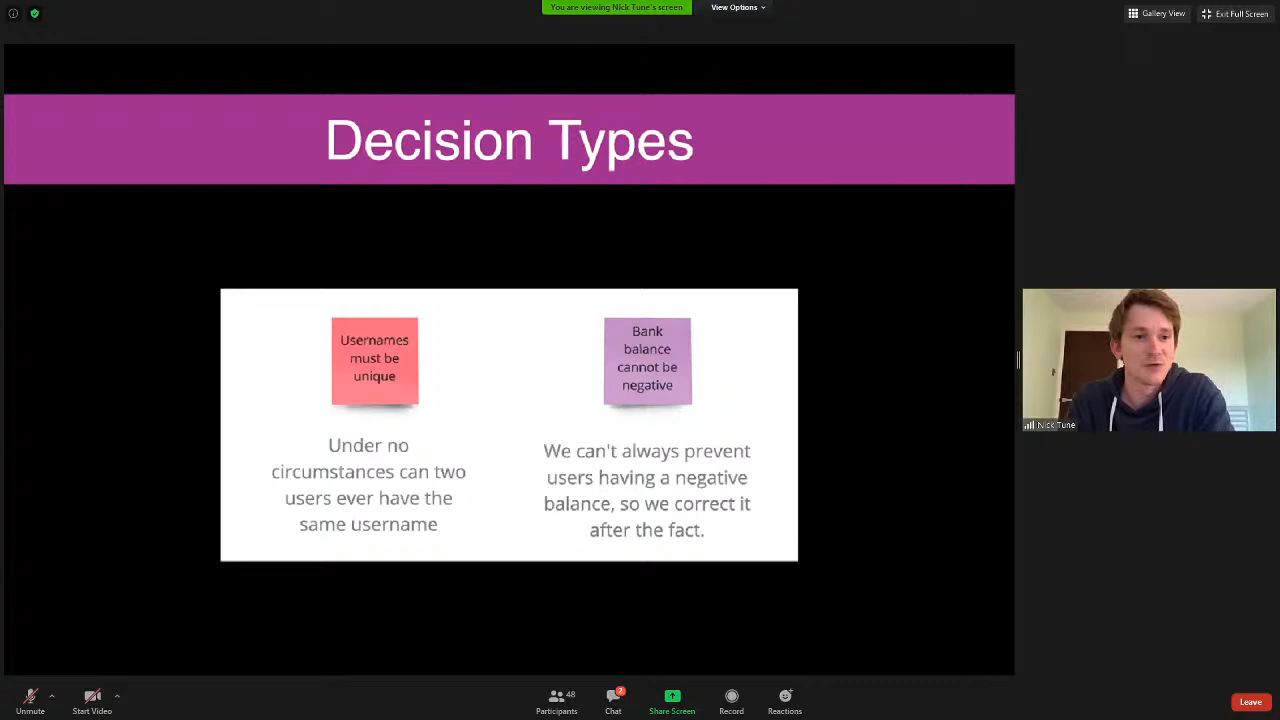 You are viewing Nick Tune's screen
View Options
Gallery View
Exit Full Screen
Decision Types
Usernames
must be
unique
Bank
balance
cannot be
negative
Under no
circumstances can two
users ever have the
same username
We can't always prevent
users having a negative
balance, so we correct it
after the fact.
Nick Tune
Unmute
Start Video
48
Participants
2
Chat
Share Screen
Record
Reactions
Leave